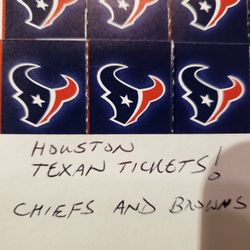 HOUSTON
TEXAN TICKETS!
CHIEFS AND BROWNS